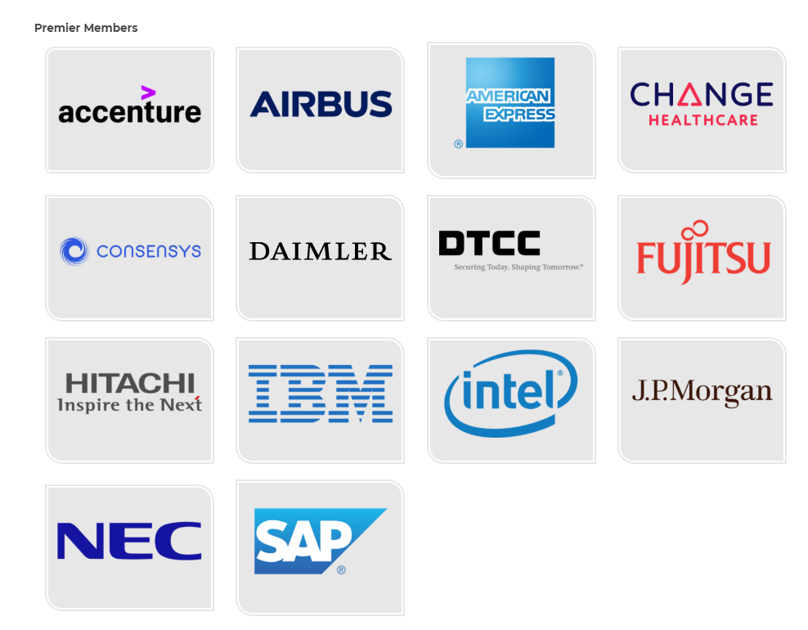 Premier Members
accenture
AIRBUS
AMERICAN
EXPRESS
®
CHANGE
HEALTHCARE
CONSENSYS
DAIMLER
DTCC
Securing Today. Shaping Tomorrow.®
FUJITSU
HITACHI
Inspire the Next
IBM
intel®
J.P.Morgan
NEC
SAP
®